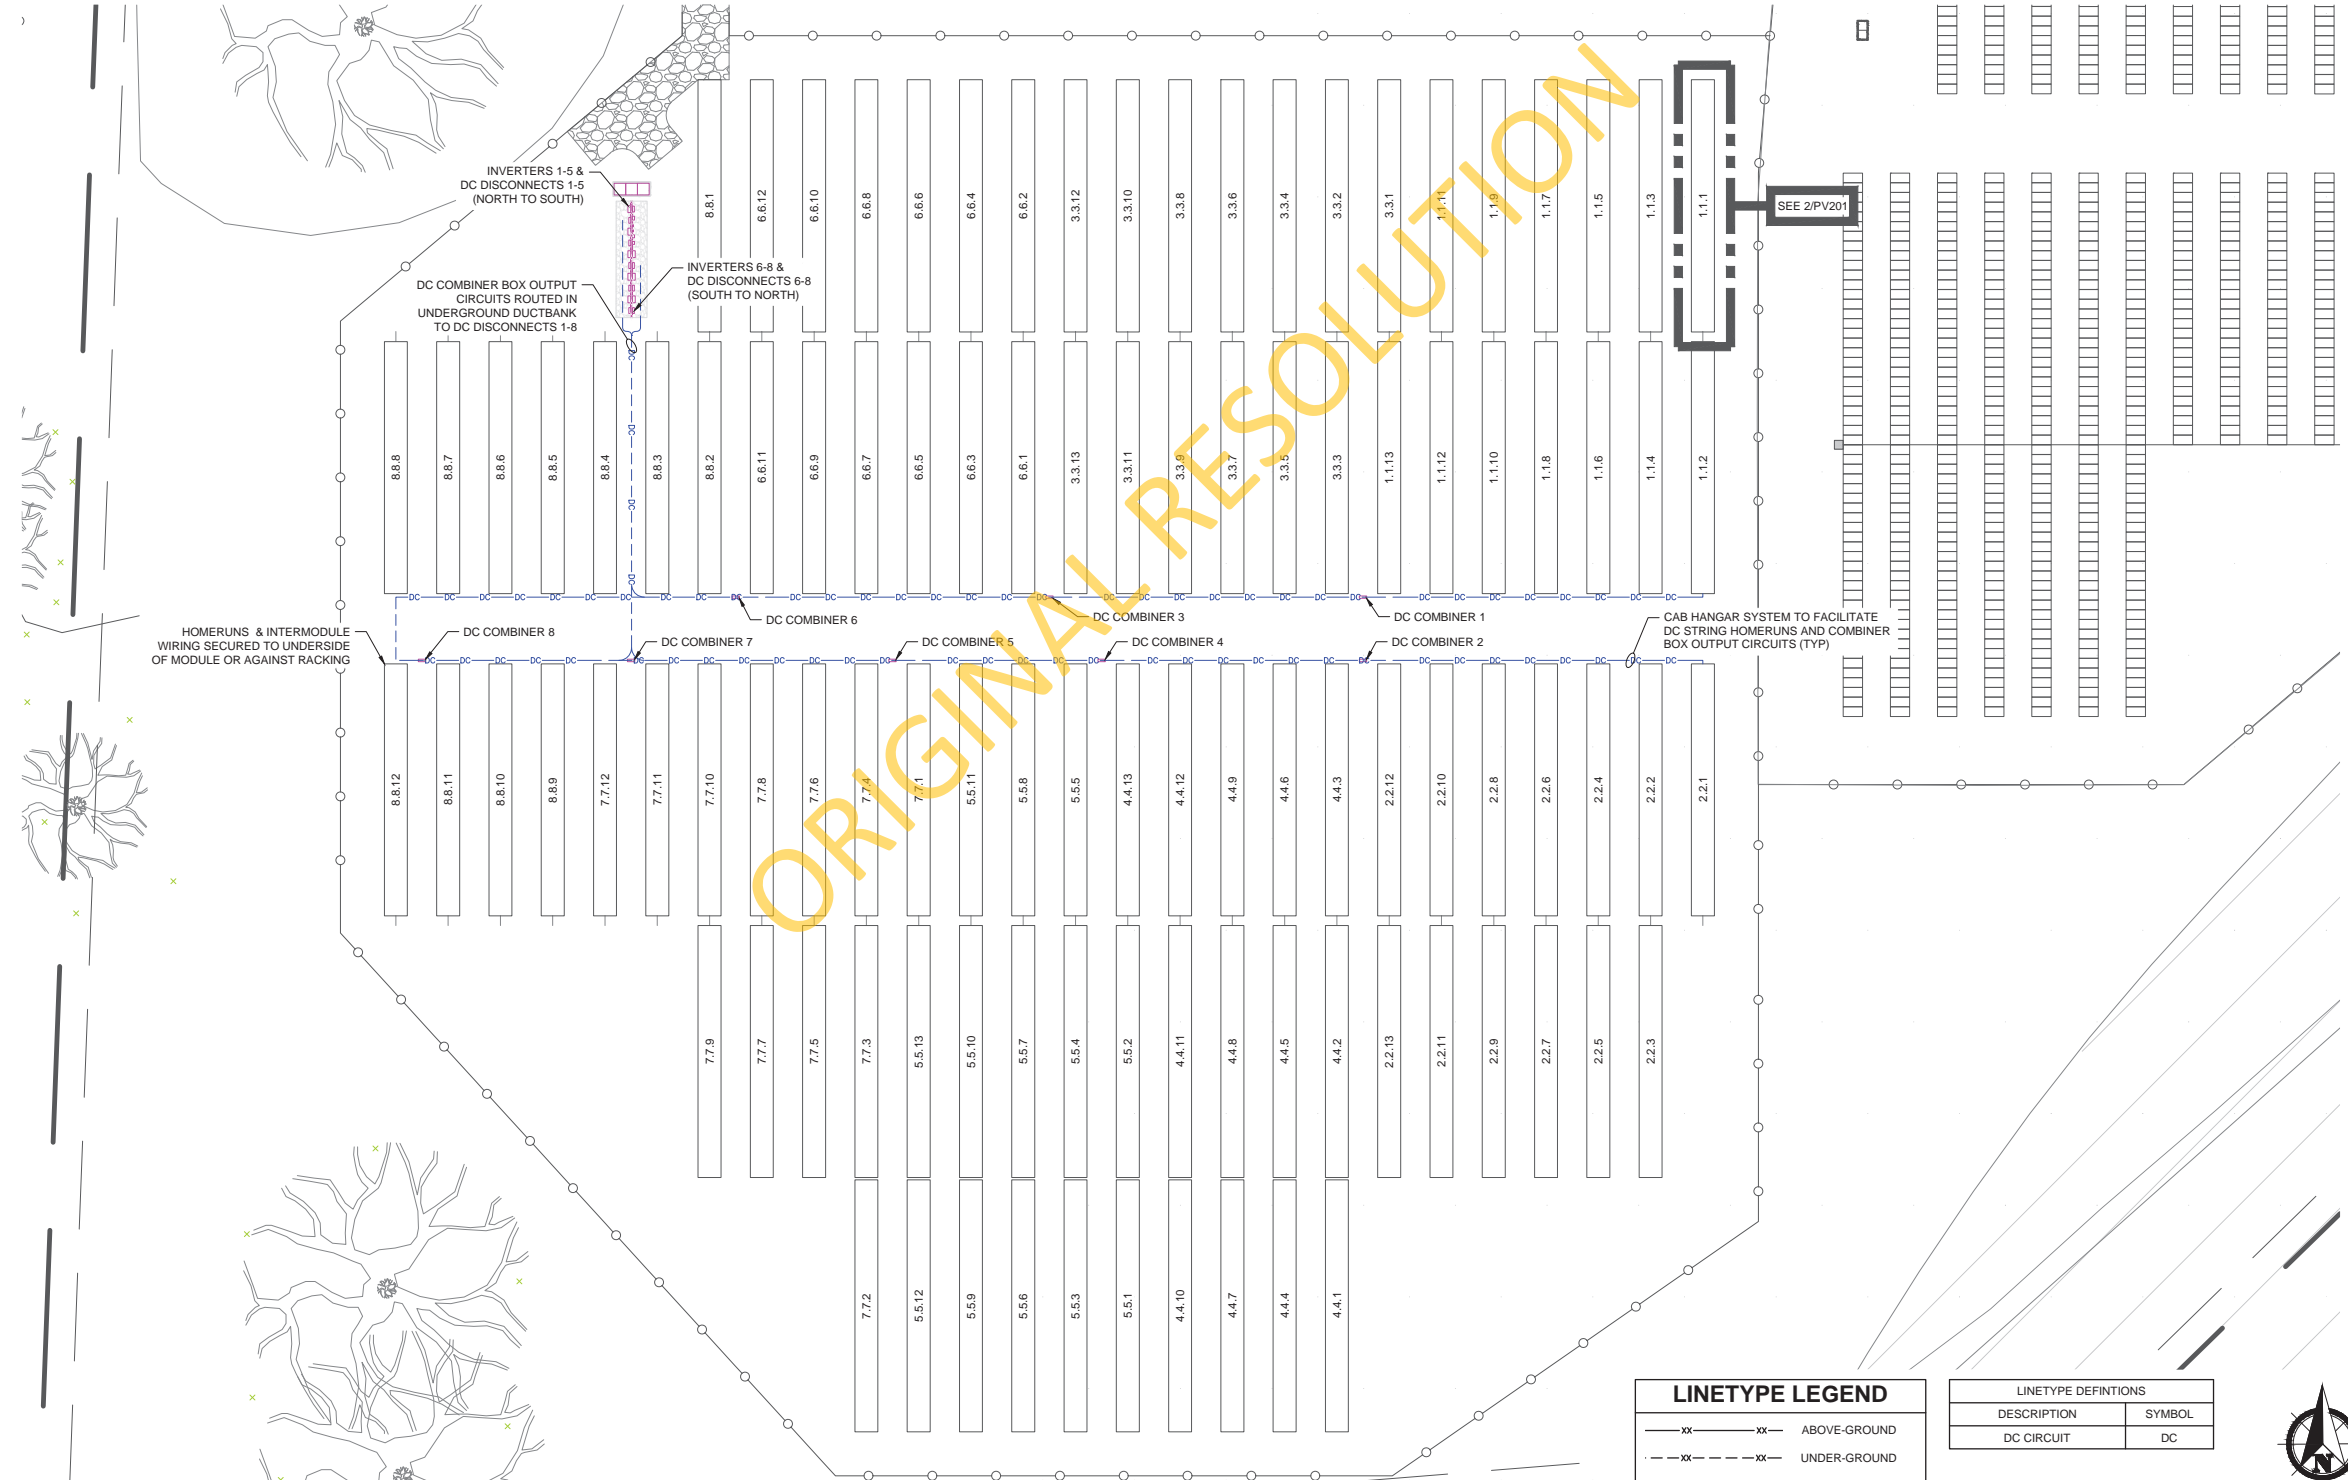 INVERTERS 1-5 &
DC DISCONNECTS 1-5
(NORTH TO SOUTH)
INVERTERS 6-8 &
DC DISCONNECTS 6-8
(SOUTH TO NORTH)
DC COMBINER BOX OUTPUT
CIRCUITS ROUTED IN
UNDERGROUND DUCTBANK
TO DC DISCONNECTS 1-8
SEE 2/PV201
8.8.1 6.6.12 6.6.10 6.6.8 6.6.6 6.6.4 6.6.2 3.3.12 3.3.10 3.3.8 3.3.6 3.3.4 3.3.2 3.3.1 1.1.11 1.1.9 1.1.7 1.1.5 1.1.3 1.1.1
8.8.8 8.8.7 8.8.6 8.8.5 8.8.4 8.8.3 8.8.2 6.6.11 6.6.9 6.6.7 6.6.5 6.6.3 6.6.1 3.3.13 3.3.11 3.3.9 3.3.7 3.3.5 3.3.3 1.1.13 1.1.12 1.1.10 1.1.8 1.1.6 1.1.4 1.1.2
DC COMBINER 6
DC COMBINER 3
DC COMBINER 1
CAB HANGAR SYSTEM TO FACILITATE
DC STRING HOMERUNS AND COMBINER
BOX OUTPUT CIRCUITS (TYP)
HOMERUNS & INTERMODULE
WIRING SECURED TO UNDERSIDE
OF MODULE OR AGAINST RACKING
DC COMBINER 8
DC COMBINER 7
DC COMBINER 5
DC COMBINER 4
DC COMBINER 2
8.8.12 8.8.11 8.8.10 8.8.9 7.7.12 7.7.11 7.7.10 7.7.8 7.7.6 7.7.4 7.7.1 5.5.11 5.5.8 5.5.5 4.4.13 4.4.12 4.4.9 4.4.6 4.4.3 2.2.12 2.2.10 2.2.8 2.2.6 2.2.4 2.2.2 2.2.1
7.7.9 7.7.7 7.7.5 7.7.3 5.5.13 5.5.10 5.5.7 5.5.4 5.5.2 4.4.11 4.4.8 4.4.5 4.4.2 2.2.13 2.2.11 2.2.9 2.2.7 2.2.5 2.2.3
7.7.2 5.5.12 5.5.9 5.5.6 5.5.3 5.5.1 4.4.10 4.4.7 4.4.4 4.4.1
ORIGINAL RESOLUTION
LINETYPE LEGEND
XX XX ABOVE-GROUND
XX XX UNDER-GROUND
LINETYPE DEFINTIONS
DESCRIPTION SYMBOL
DC CIRCUIT DC
N